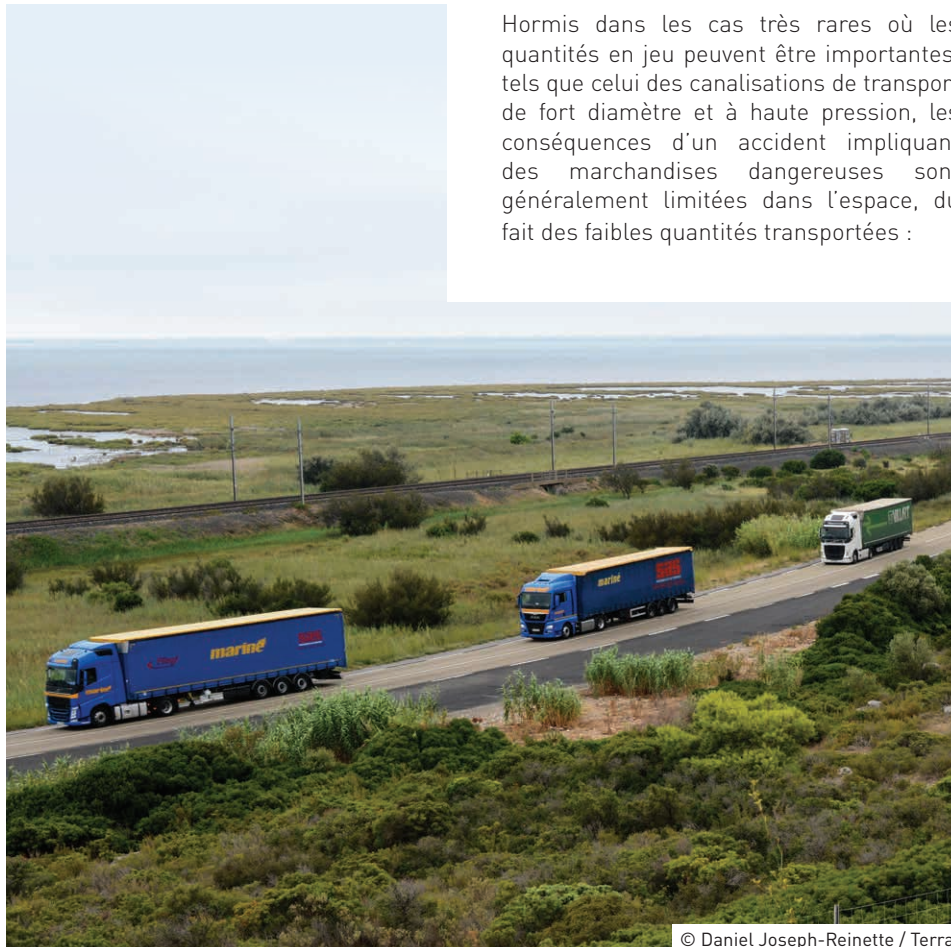 Hormis dans les cas très rares où les
quantités en jeu peuvent être importantes
tels que celui des canalisations de transpor
de fort diamètre et à haute pression, les
conséquences d'un accident impliquan
des marchandises dangereuses son
généralement limitées dans l'espace, du
fait des faibles quantités transportées :
mariné
mariné
© Daniel Joseph-Reinette / Terra